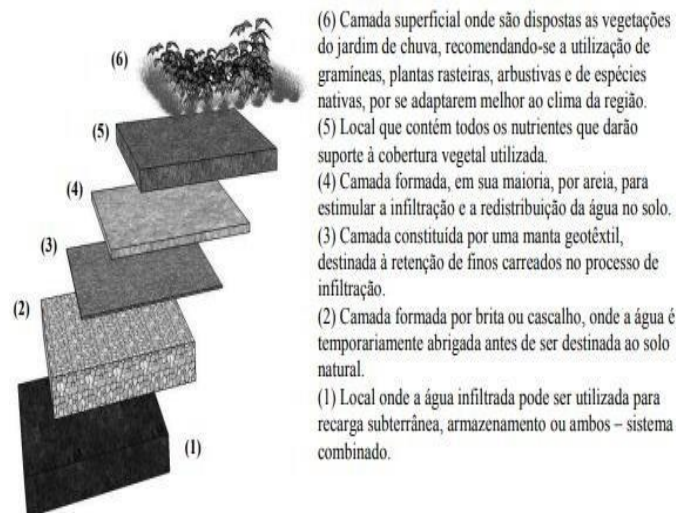 (6)
(5)
(4)
(3)
(2)
(1)
(6) Camada superficial onde são dispostas as vegetações
do jardim de chuva, recomendando-se a utilização de
gramíneas, plantas rasteiras, arbustivas e de espécies
nativas, por se adaptarem melhor ao clima da região.
(5) Local que contém todos os nutrientes que darão
suporte à cobertura vegetal utilizada.
(4) Camada formada, em sua maioria, por areia, para
estimular a infiltração e a redistribuição da água no solo.
(3) Camada constituída por uma manta geotêxtil,
destinada à retenção de finos carreados no processo de
infiltração.
(2) Camada formada por brita ou cascalho, onde a água é
temporariamente abrigada antes de ser destinada ao solo
natural.
(1) Local onde a água infiltrada pode ser utilizada para
recarga subterrânea, armazenamento ou ambos – sistema
combinado.